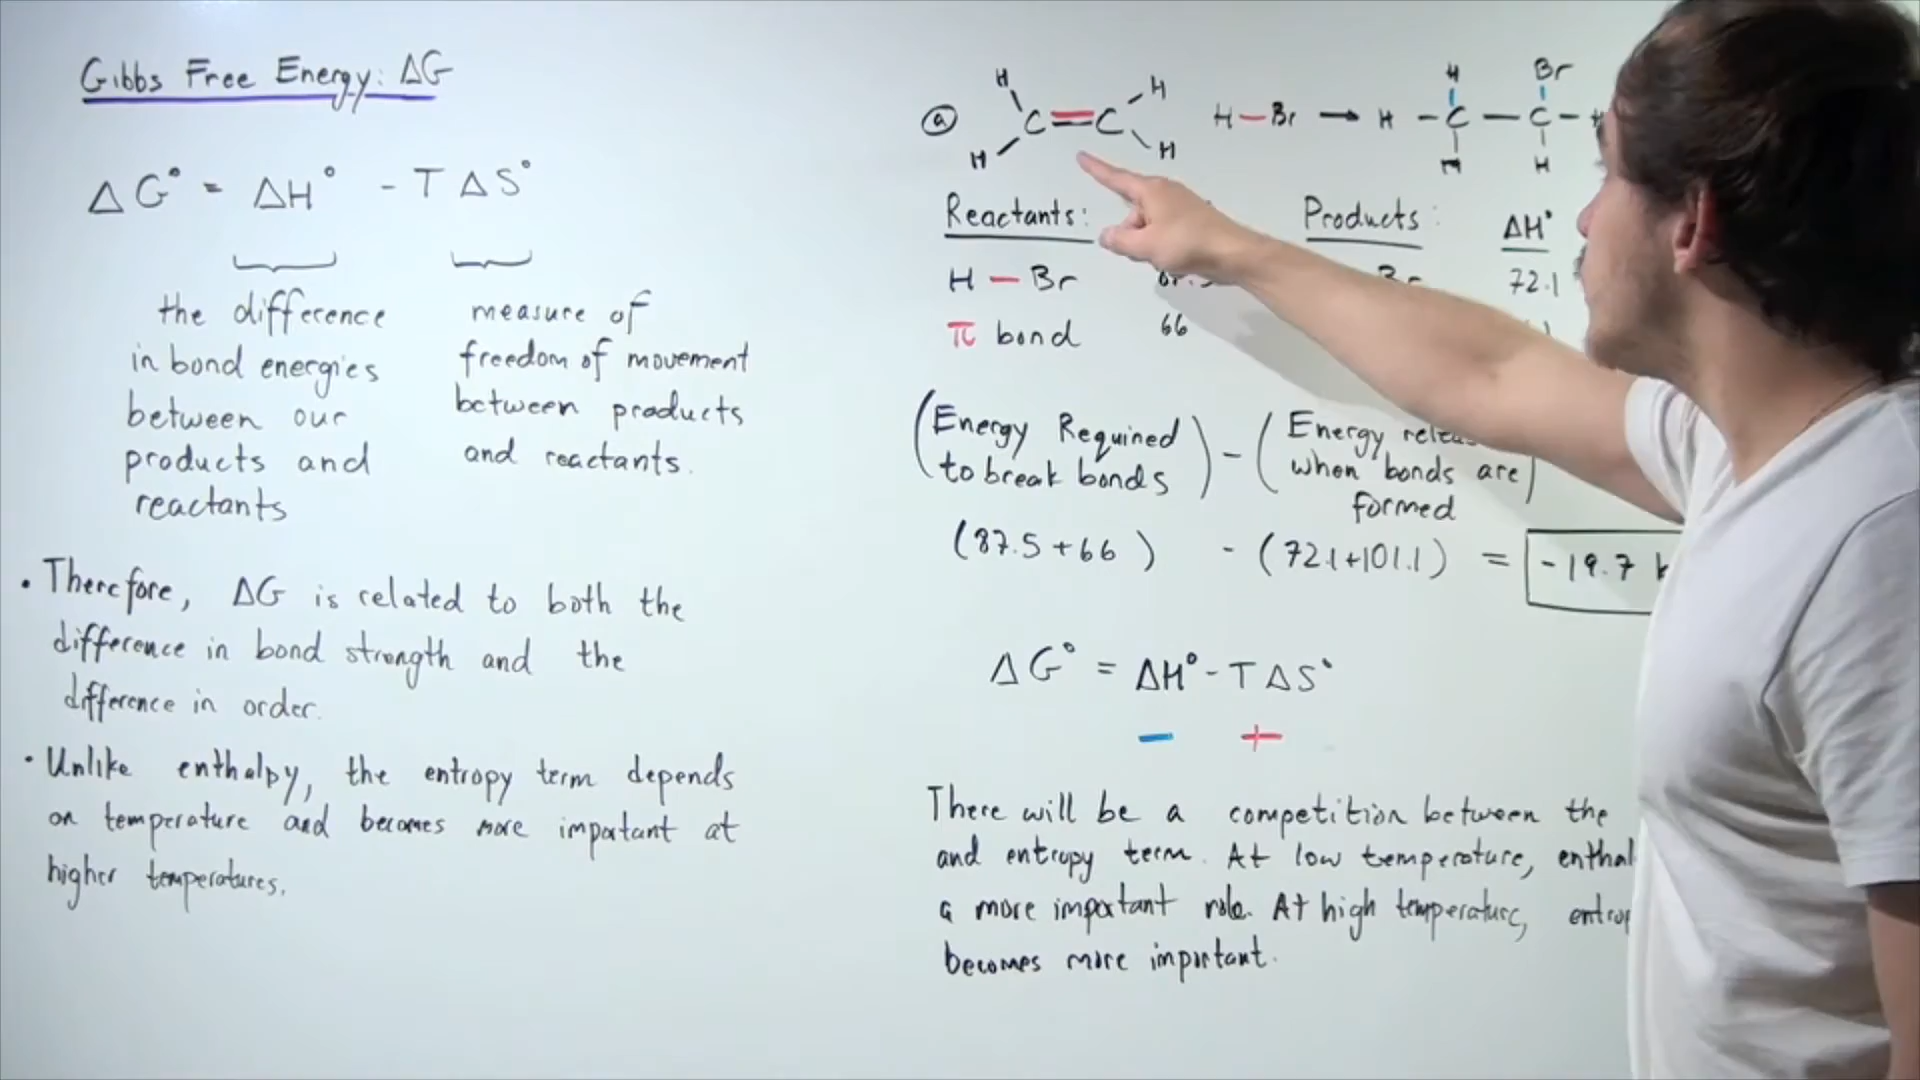 Gibbs Free Energy: ΔG
ΔG° = ΔH° - TΔS°
the difference
in bond energies
between our
products and
reactants
measure of
freedom of movement
between products
and reactants.
• Therefore, ΔG is related to both the
difference in bond strength and the
difference in order.
• Unlike enthalpy, the entropy term depends
on temperature and becomes more important at
higher temperatures.
a
H H
C=C
H H
H-Br → H -C-C-
H Br
H H
Reactants:
H-Br
π bond 66
Products: ΔH°
Br 72.1
(Energy Required
to break bonds) - (Energy
when bonds are
formed
(87.5+66) - (72.1+101.1) = -19.7
ΔG° = ΔH° - TΔS°
- +
There will be a competition between the
and entropy term. At low temperature,
a more important role. At high temperature,
becomes more important.